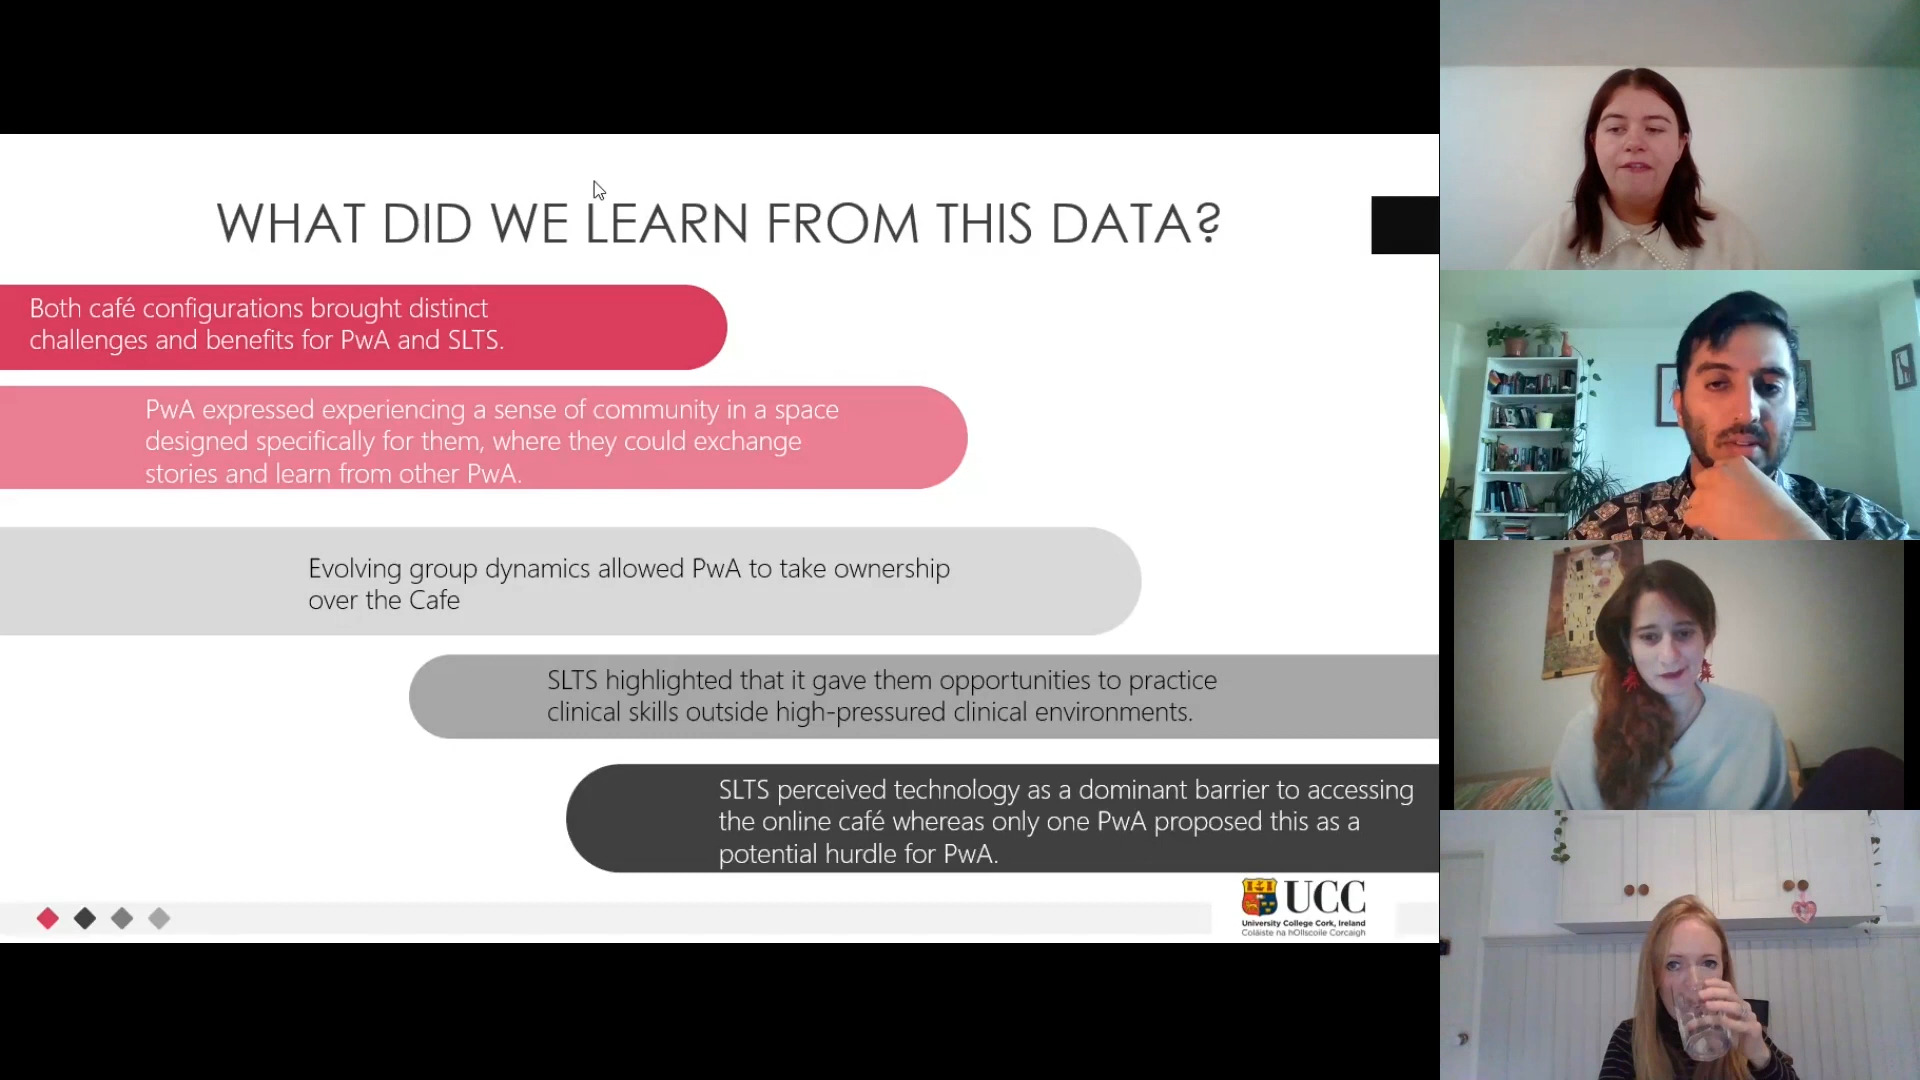 WHAT DID WE LEARN FROM THIS DATA?
Both café configurations brought distinct
challenges and benefits for PwA and SLTS.
PwA expressed experiencing a sense of community in a space
designed specifically for them, where they could exchange
stories and learn from other PwA.
Evolving group dynamics allowed PwA to take ownership
over the Cafe
SLTS highlighted that it gave them opportunities to practice
clinical skills outside high-pressured clinical environments.
SLTS perceived technology as a dominant barrier to accessing
the online café whereas only one PwA proposed this as a
potential hurdle for PwA.
UCC
University College Cork, Ireland
Coláiste na hOllscoile Corcaigh